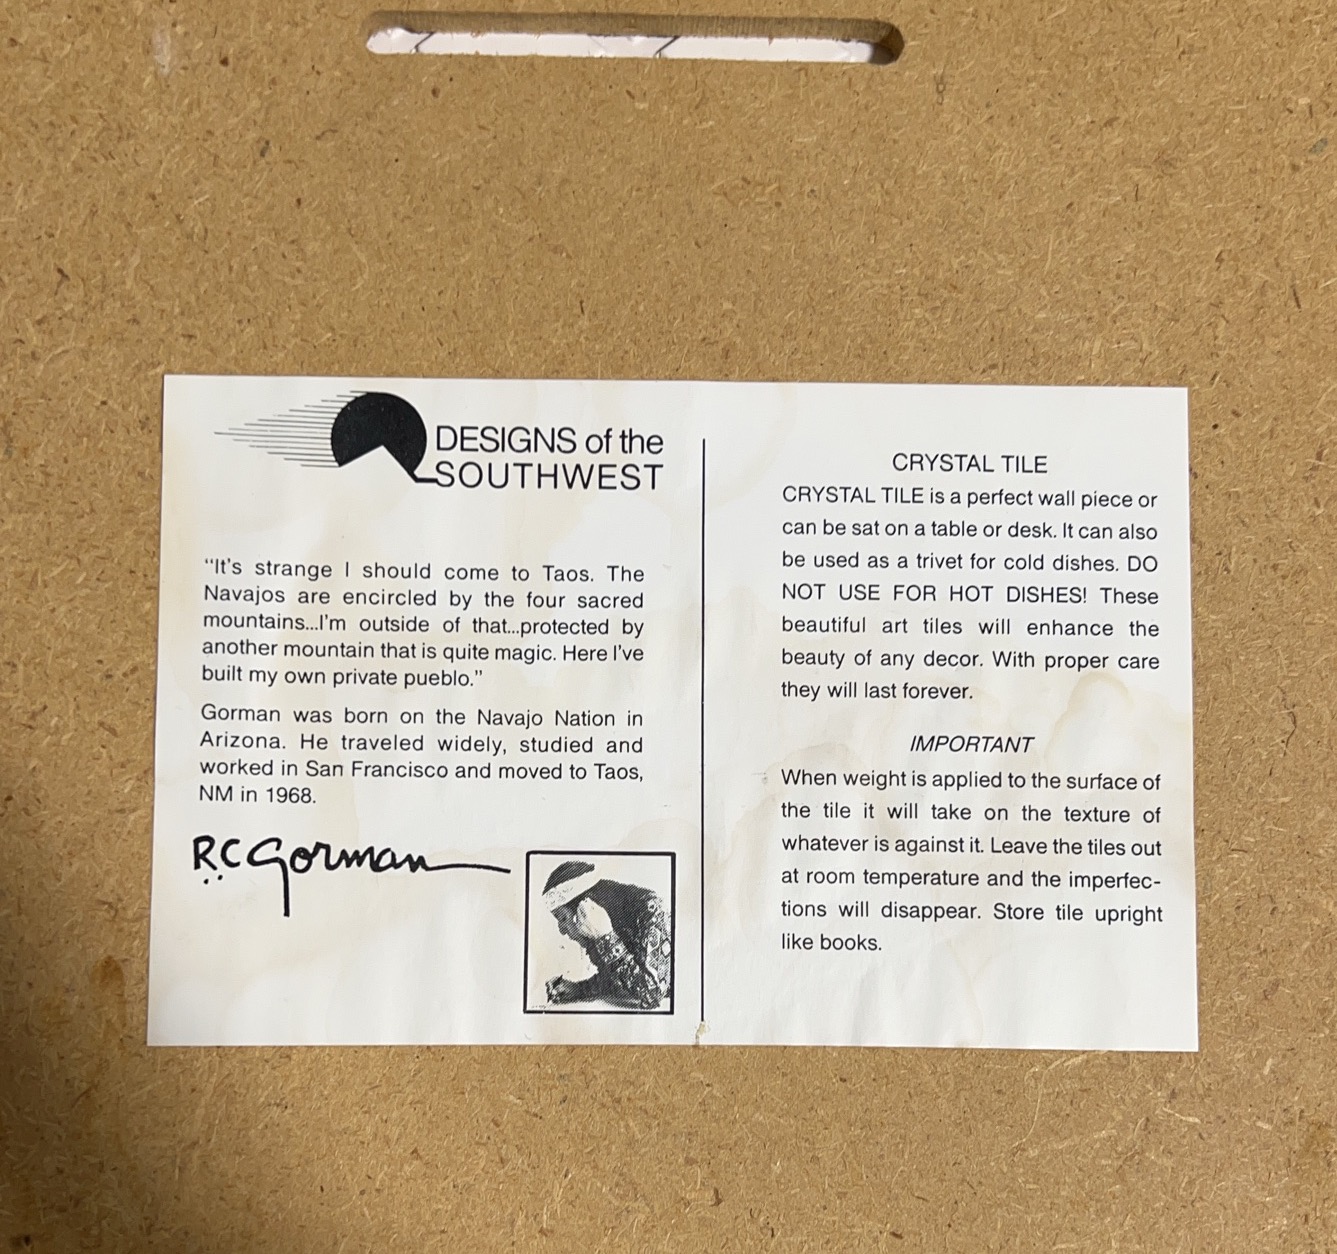 DESIGNS of the
SOUTHWEST
"It's strange I should come to Taos. The
Navajos are encircled by the four sacred
mountains...I'm outside of that...protected by
another mountain that is quite magic. Here I've
built my own private pueblo."
Gorman was born on the Navajo Nation in
Arizona. He traveled widely, studied and
worked in San Francisco and moved to Taos,
NM in 1968.
R.C. Gorman
CRYSTAL TILE
CRYSTAL TILE is a perfect wall piece or
can be sat on a table or desk. It can also
be used as a trivet for cold dishes. DO
NOT USE FOR HOT DISHES! These
beautiful art tiles will enhance the
beauty of any decor. With proper care
they will last forever.
IMPORTANT
When weight is applied to the surface of
the tile it will take on the texture of
whatever is against it. Leave the tiles out
at room temperature and the imperfec-
tions will disappear. Store tile upright
like books.